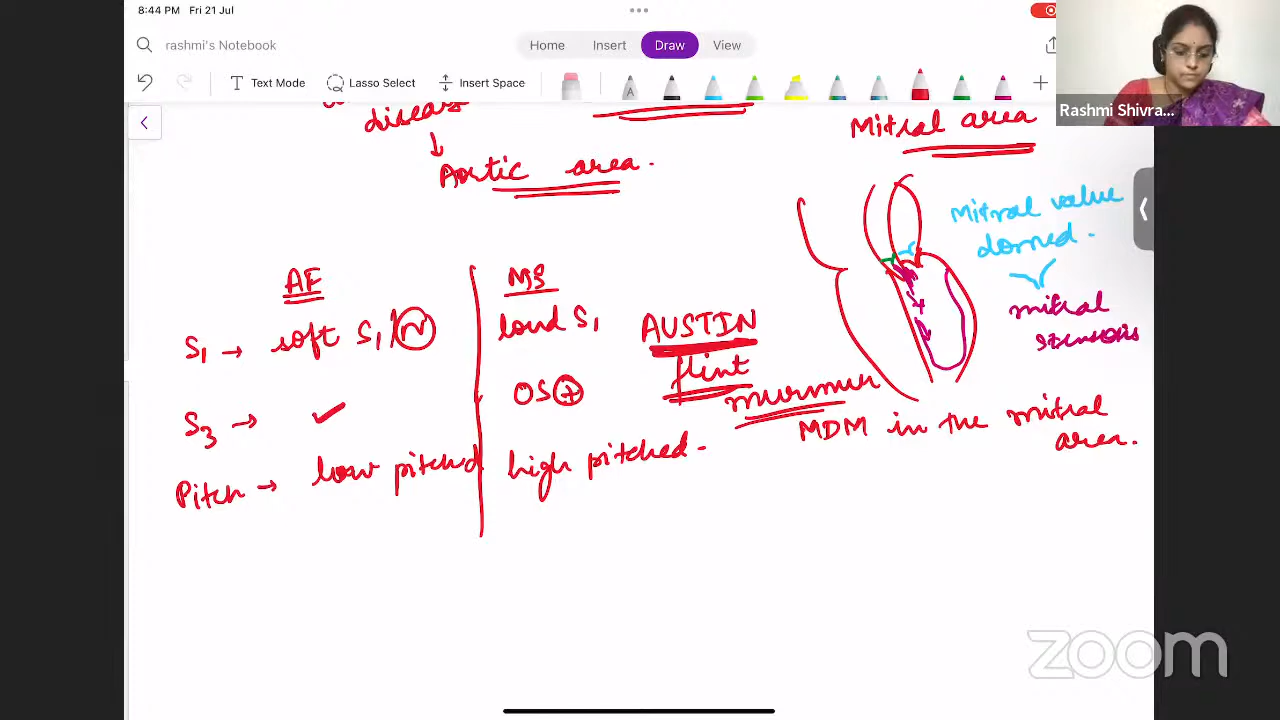 8:44 PM Fri 21 Jul
rashmi's Notebook
Home Insert Draw View
Text Mode Lasso Select Insert Space
Rashmi Shivra...
disease
Aortic area.
Mitral area
Mitral value
domed.
mitral
stenosis
AF
S1 → soft S1/N
S3 → ✓
Pitch → low pitched
MS
loud S1
OS +
high pitched.
AUSTIN
flint
murmur
MDM in the mitral
area.
zoom